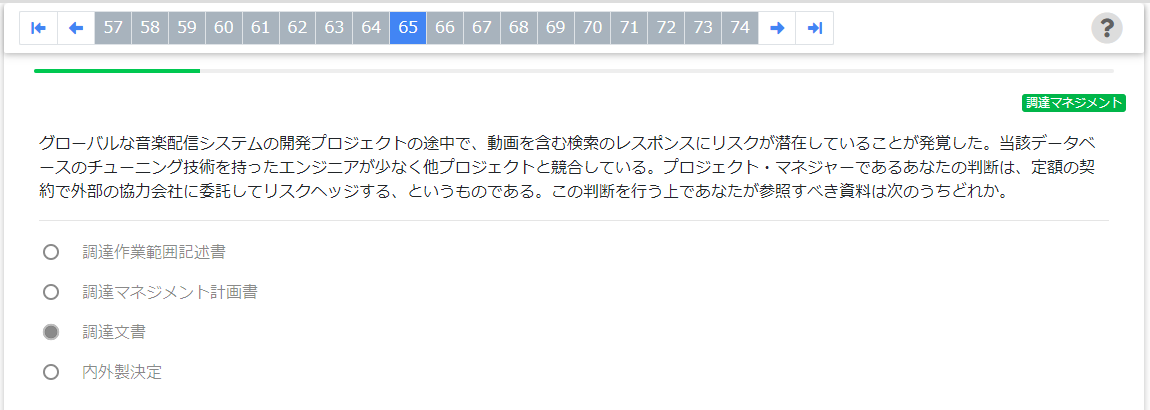 57 58 59 60 61 62 63 64 65 66 67 68 69 70 71 72 73 74 ?
調達マネジメント
グローバルな音楽配信システムの開発プロジェクトの途中で、動画を含む検索のレスポンスにリスクが潜在していることが発覚した。当該データベ
ースのチューニング技術を持ったエンジニアが少なく他プロジェクトと競合している。プロジェクト・マネジャーであるあなたの判断は、定額の契
約で外部の協力会社に委託してリスクヘッジする、というものである。この判断を行う上であなたが参照すべき資料は次のうちどれか。
調達作業範囲記述書
調達マネジメント計画書
調達文書
内外製決定